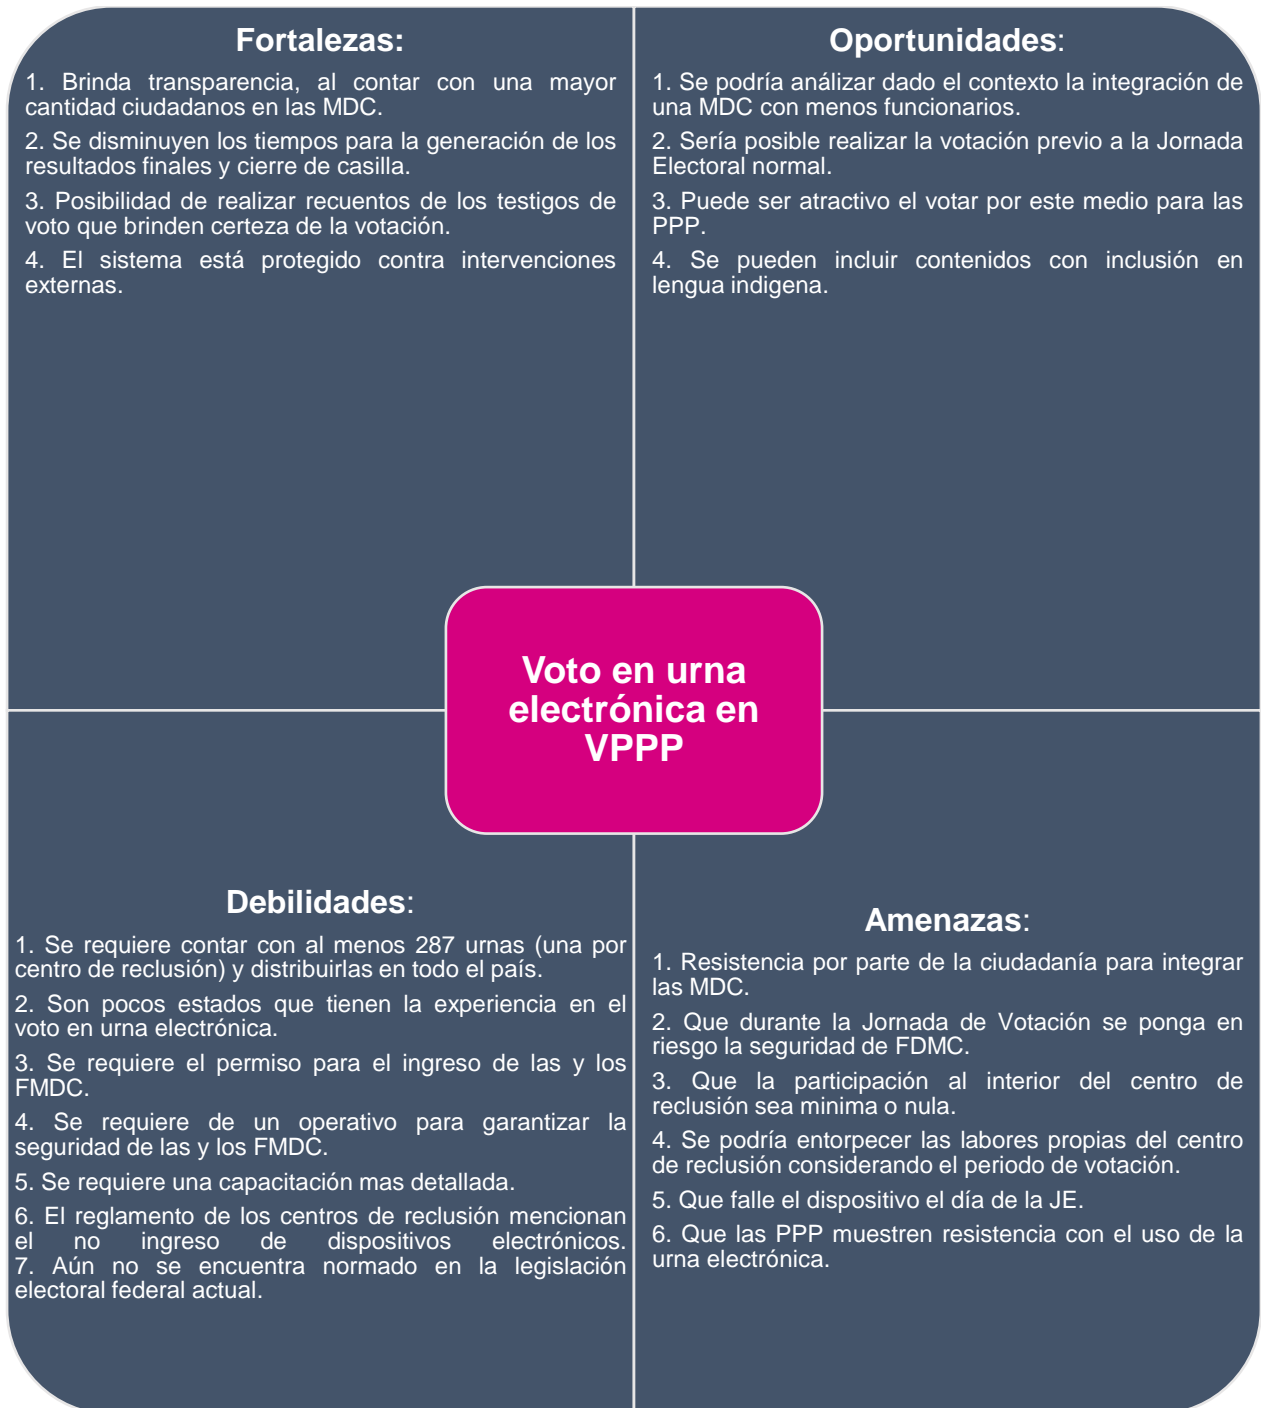 Fortalezas:
1. Brinda transparencia, al contar con una mayor
cantidad ciudadanos en las MDC.
2. Se disminuyen los tiempos para la generación de los
resultados finales y cierre de casilla.
3. Posibilidad de realizar recuentos de los testigos de
voto que brinden certeza de la votación.
4. El sistema está protegido contra intervenciones
externas.
Oportunidades:
1. Se podría análizar dado el contexto la integración de
una MDC con menos funcionarios.
2. Sería posible realizar la votación previo a la Jornada
Electoral normal.
3. Puede ser atractivo el votar por este medio para las
PPP.
4. Se pueden incluir contenidos con inclusión en
lengua indigena.
Voto en urna
electrónica en
VPPP
Debilidades:
1. Se requiere contar con al menos 287 urnas (una por
centro de reclusión) y distribuirlas en todo el país.
2. Son pocos estados que tienen la experiencia en el
voto en urna electrónica.
3. Se requiere el permiso para el ingreso de las y los
FMDC.
4. Se requiere de un operativo para garantizar la
seguridad de las y los FMDC.
5. Se requiere una capacitación mas detallada.
6. El reglamento de los centros de reclusión mencionan
el no ingreso de dispositivos electrónicos.
7. Aún no se encuentra normado en la legislación
electoral federal actual.
Amenazas:
1. Resistencia por parte de la ciudadanía para integrar
las MDC.
2. Que durante la Jornada de Votación se ponga en
riesgo la seguridad de FDMC.
3. Que la participación al interior del centro de
reclusión sea minima o nula.
4. Se podría entorpecer las labores propias del centro
de reclusión considerando el periodo de votación.
5. Que falle el dispositivo el día de la JE.
6. Que las PPP muestren resistencia con el uso de la
urna electrónica.